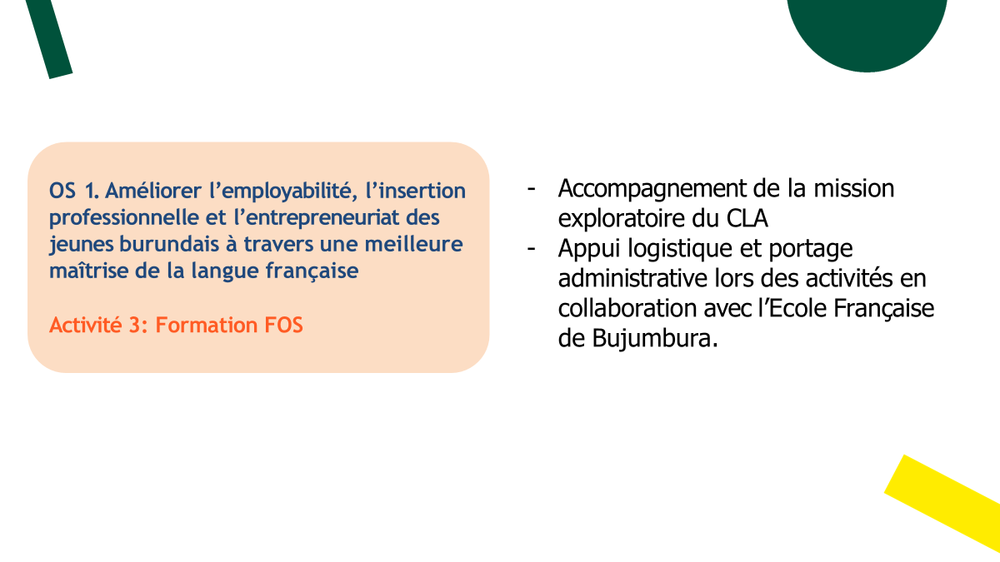 OS 1. Améliorer l’employabilité, l’insertion
professionnelle et l’entrepreneuriat des
jeunes burundais à travers une meilleure
maîtrise de la langue française
Activité 3: Formation FOS
- Accompagnement de la mission
exploratoire du CLA
- Appui logistique et portage
administrative lors des activités en
collaboration avec l’Ecole Française
de Bujumbura.